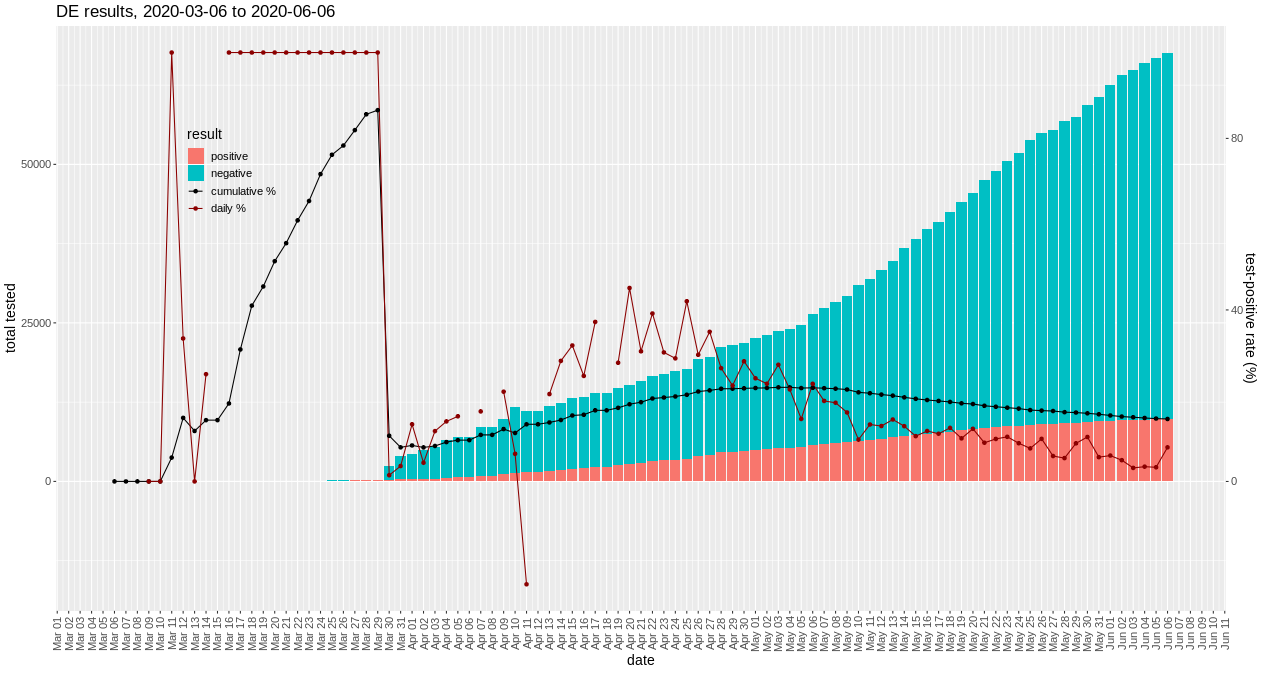 DE results, 2020-03-06 to 2020-06-06
total tested
50000
25000
0
result
positive
negative
cumulative %
daily %
80
40
0
test-positive rate (%)
Mar 01
Mar 02
Mar 03
Mar 04
Mar 05
Mar 06
Mar 07
Mar 08
Mar 09
Mar 10
Mar 11
Mar 12
Mar 13
Mar 14
Mar 15
Mar 16
Mar 17
Mar 18
Mar 19
Mar 20
Mar 21
Mar 22
Mar 23
Mar 24
Mar 25
Mar 26
Mar 27
Mar 28
Mar 29
Mar 30
Mar 31
Apr 01
Apr 02
Apr 03
Apr 04
Apr 05
Apr 06
Apr 07
Apr 08
Apr 09
Apr 10
Apr 11
Apr 12
Apr 13
Apr 14
Apr 15
Apr 16
Apr 17
Apr 18
Apr 19
Apr 20
Apr 21
Apr 22
Apr 23
Apr 24
Apr 25
Apr 26
Apr 27
Apr 28
Apr 29
Apr 30
May 01
May 02
May 03
May 04
May 05
May 06
May 07
May 08
May 09
May 10
May 11
May 12
May 13
May 14
May 15
May 16
May 17
May 18
May 19
May 20
May 21
May 22
May 23
May 24
May 25
May 26
May 27
May 28
May 29
May 30
May 31
Jun 01
Jun 02
Jun 03
Jun 04
Jun 05
Jun 06
Jun 07
Jun 08
Jun 09
Jun 10
Jun 11
date